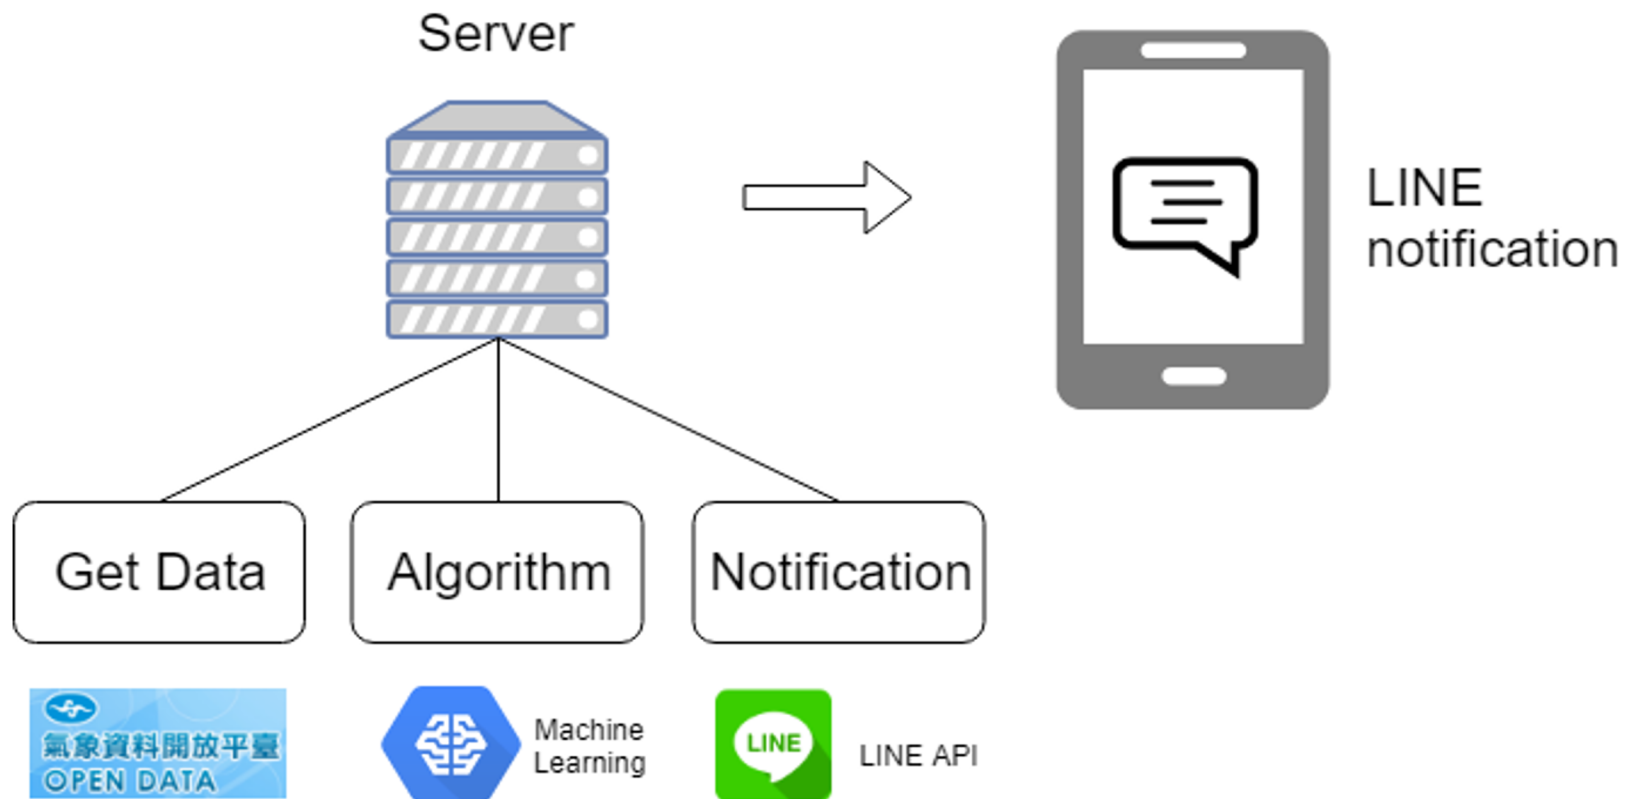 Server
LINE
notification
Get Data
Algorithm
Notification
氣象資料開放平臺
OPEN DATA
Machine
Learning
LINE
LINE API